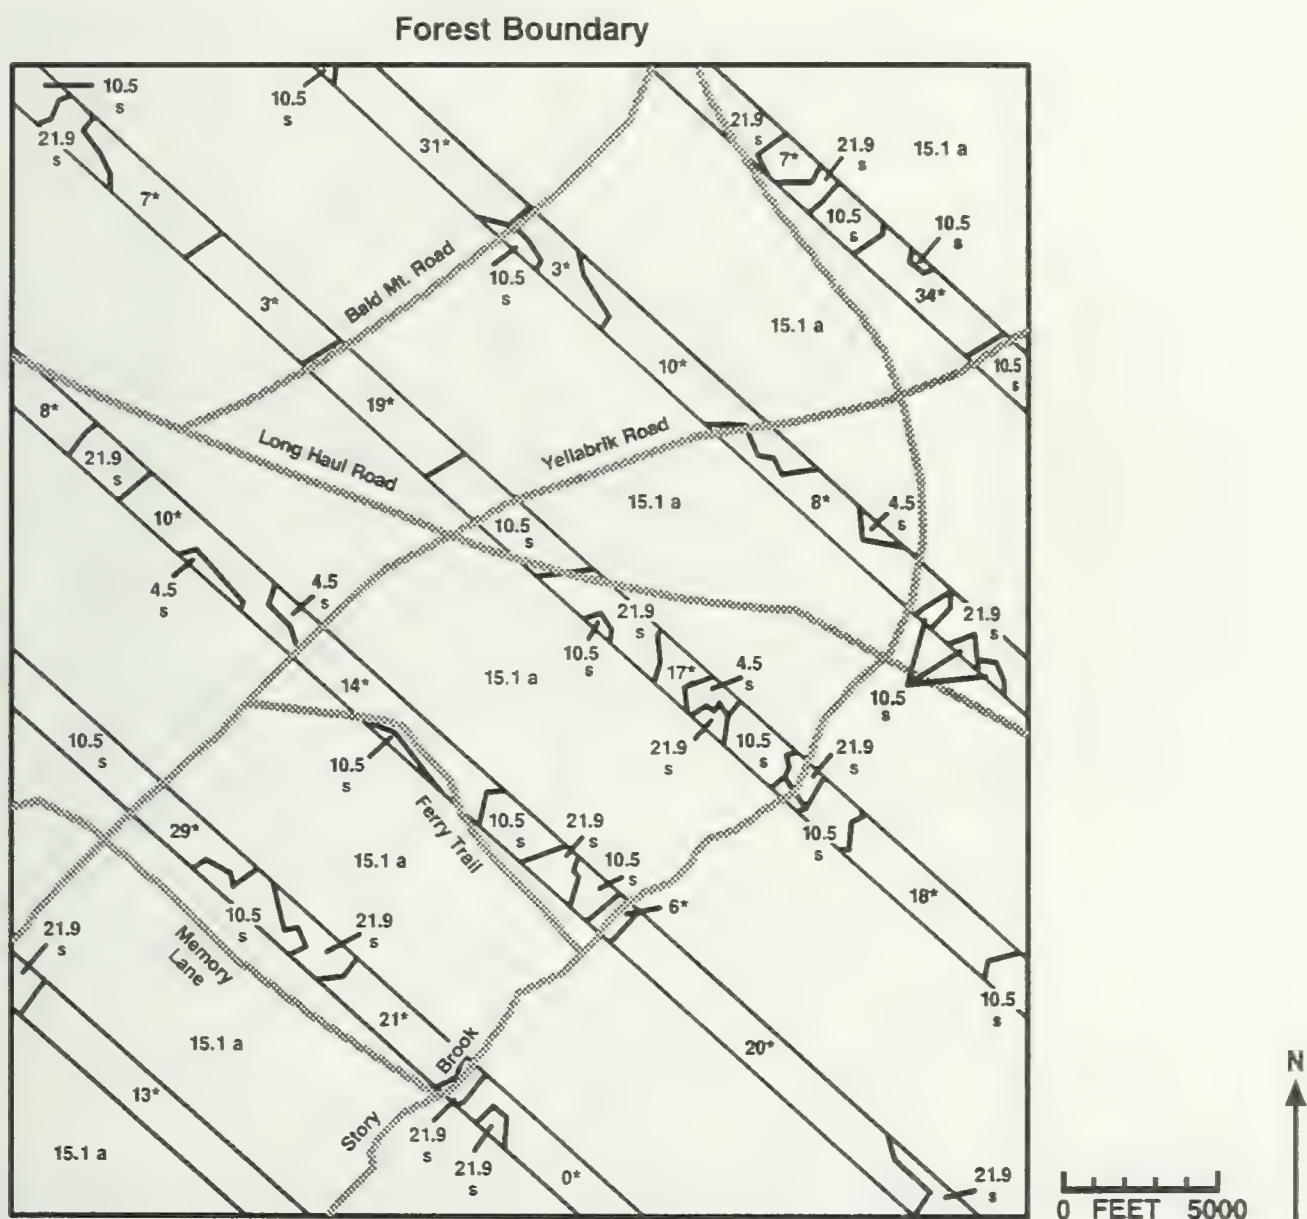 Forest Boundary
10.5
s
10.5
s
21.9
s
31*
21.9
s
7*
21.9
s
15.1 a
7*
10.5
s
10.5
s
Bald Mt. Road
10.5
s
3*
3*
34*
15.1 a
10.5
s
10*
8*
19*
Long Haul Road
Yellabrik Road
21.9
s
15.1 a
8*
4.5
s
10*
10.5
s
4.5
s
4.5
s
21.9
s
21.9
s
10.5
s
15.1 a
14*
17*
4.5
s
10.5
s
10.5
s
21.9
s
10.5
s
21.9
s
10.5
s
Ferry Trail
10.5
s
21.9
s
10.5
s
29*
15.1 a
10.5
s
6*
18*
10.5
s
21.9
s
21.9
s
Memory
Lane
10.5
s
21*
15.1 a
Brook
20*
13*
Story
21.9
s
15.1 a
21.9
s
0*
21.9
s
N
0 FEET 5000